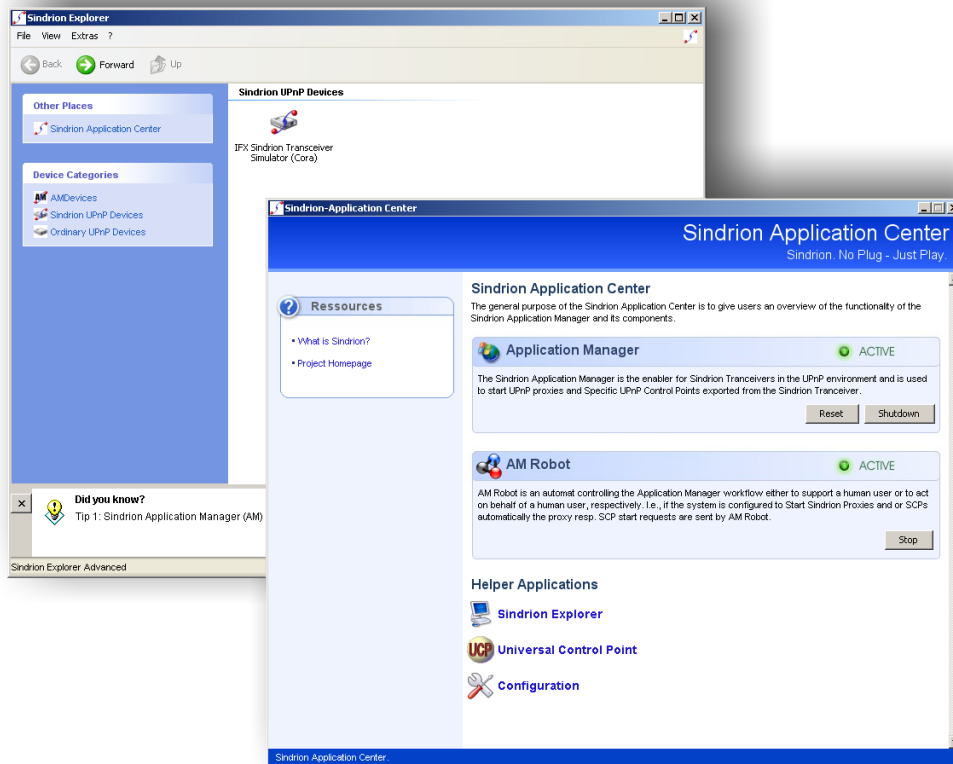 Sindrion Explorer
File View Extras ?
Back Forward Up
Other Places
Sindrion Application Center
Device Categories
AMDevices
Sindrion UPnP Devices
Ordinary UPnP Devices
Sindrion UPnP Devices
IFX Sindrion Transceiver
Simulator (Cora)
Did you know?
Tip 1: Sindrion Application Manager (AM)
Sindrion Explorer Advanced
Sindrion-Application Center
Sindrion Application Center
Sindrion. No Plug - Just Play.
Ressources
• What is Sindrion?
• Project Homepage
Sindrion Application Center
The general purpose of the Sindrion Application Center is to give users an overview of the functionality of the
Sindrion Application Manager and its components.
Application Manager ACTIVE
The Sindrion Application Manager is the enabler for Sindrion Tranceivers in the UPnP environment and is used
to start UPnP proxies and Specific UPnP Control Points exported from the Sindrion Tranceiver.
Reset Shutdown
AM Robot ACTIVE
AM Robot is an automat controlling the Application Manager workflow either to support a human user or to act
on behalf of a human user, respectively. I.e., if the system is configured to Start Sindrion Proxies and or SCPs
automatically the proxy resp. SCP start requests are sent by AM Robot.
Stop
Helper Applications
Sindrion Explorer
UCP Universal Control Point
Configuration
Sindrion Application Center.